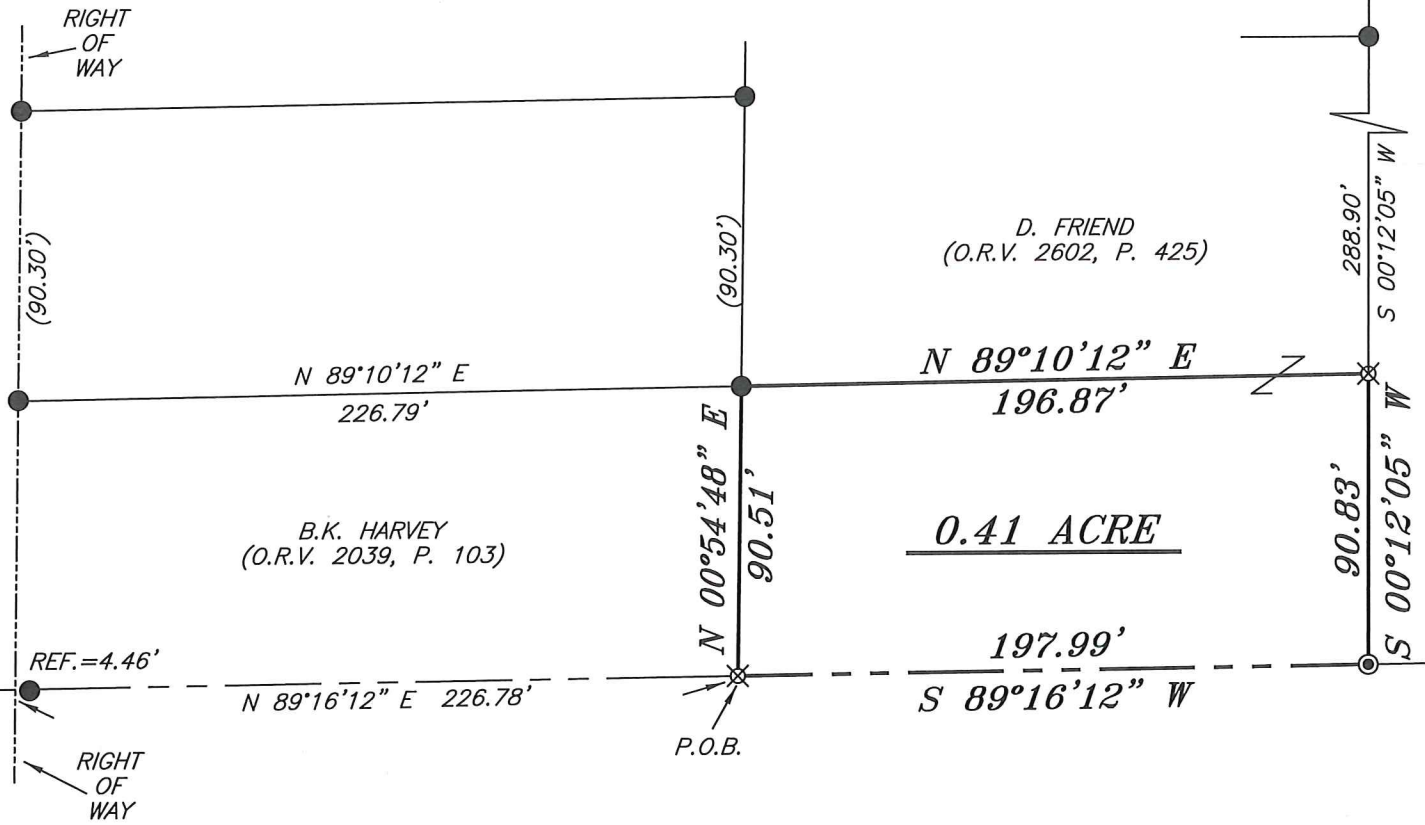 RIGHT
OF
WAY
(90.30')
(90.30')
D. FRIEND
(O.R.V. 2602, P. 425)
288.90'
S 00°12'05" W
N 89°10'12" E
226.79'
N 89°10'12" E
196.87'
B.K. HARVEY
(O.R.V. 2039, P. 103)
N 00°54'48" E
90.51'
0.41 ACRE
90.83'
S 00°12'05" W
REF.=4.46'
N 89°16'12" E 226.78'
197.99'
S 89°16'12" W
P.O.B.
RIGHT
OF
WAY